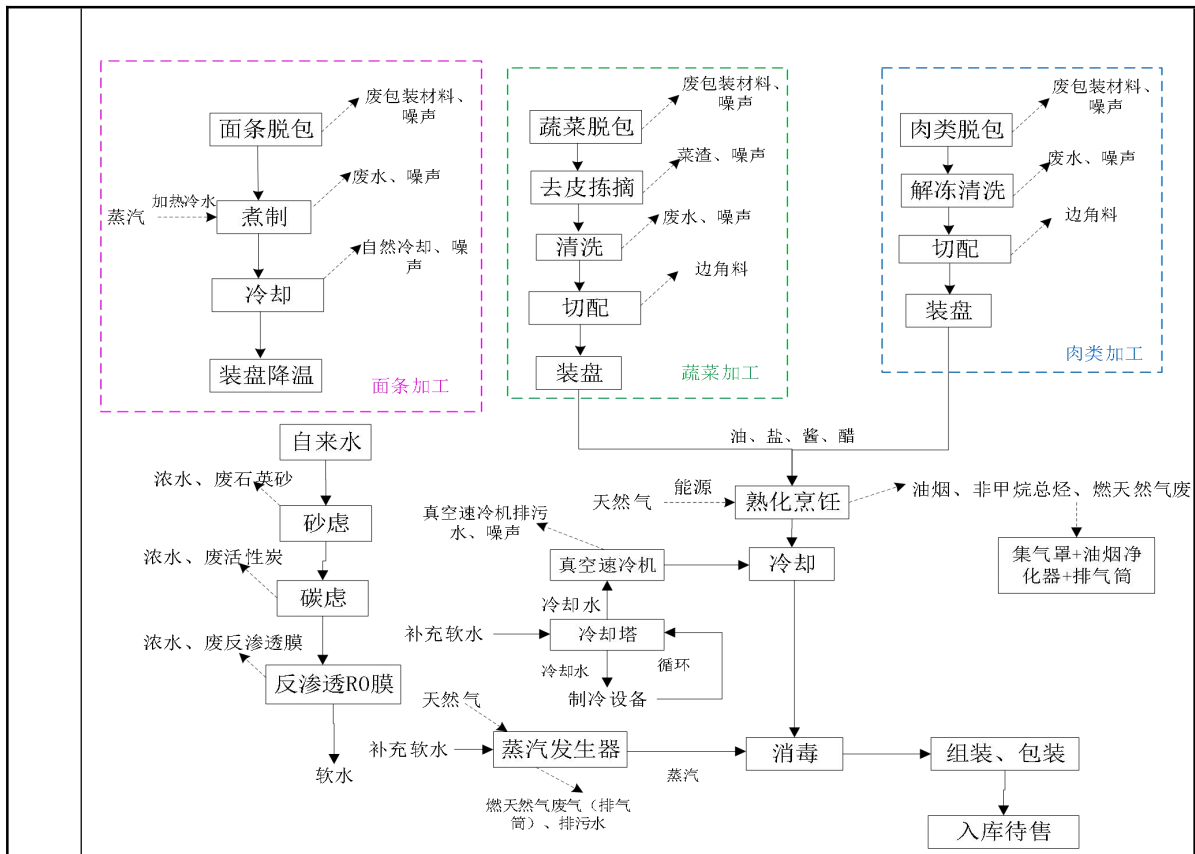 废包装材料、
噪声
面条脱包
废水、噪声
加热冷水
蒸汽
煮制
自然冷却、噪
声
冷却
装盘降温
面条加工
废包装材料、
噪声
蔬菜脱包
菜渣、噪声
去皮拣摘
废水、噪声
清洗
边角料
切配
装盘
蔬菜加工
废包装材料、
噪声
肉类脱包
废水、噪声
解冻清洗
边角料
切配
装盘
肉类加工
自来水
浓水、废石英砂
砂虑
浓水、废活性炭
碳虑
浓水、废反渗透膜
反渗透RO膜
软水
油、盐、酱、醋
能源
天然气
熟化烹饪
油烟、非甲烷总烃、燃天然气废
集气罩+油烟净
化器+排气筒
真空速冷机排污
水、噪声
真空速冷机
冷却
冷却水
补充软水
冷却塔
冷却水
循环
制冷设备
天然气
补充软水
蒸汽发生器
蒸汽
燃天然气废气（排气
筒）、排污水
消毒
组装、包装
入库待售